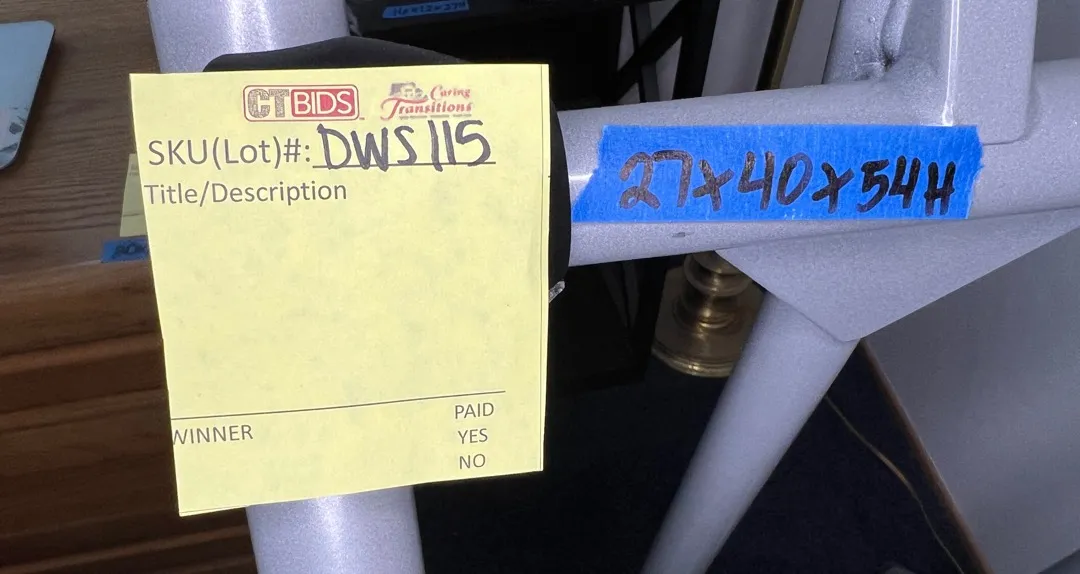 CTBIDS
Caring
Transitions
SKU(Lot)#: DWS115
Title/Description
27x40x54H
WINNER
PAID
YES
NO